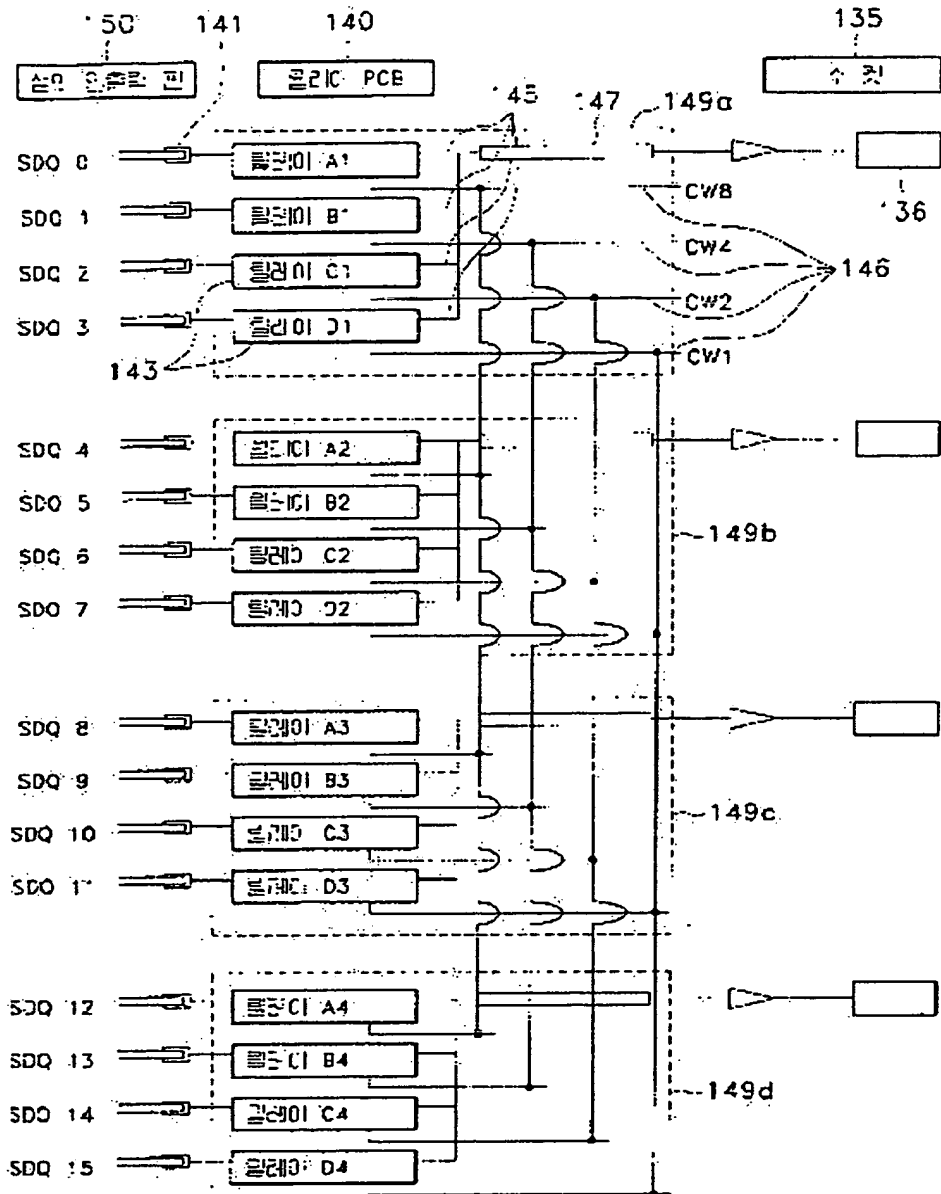 150 141 140 135
핀 릴레이 PCB 소켓
145 147 149a
SDQ 0 릴레이 A1
136
CW8
SDQ 1 릴레이 B1
CW4
SDQ 2 릴레이 C1
146
CW2
SDQ 3 릴레이 D1
CW1
143
SDQ 4 릴레이 A2
SDQ 5 릴레이 B2
149b
SDQ 6 릴레이 C2
SDQ 7 릴레이 D2
SDQ 8 릴레이 A3
SDQ 9 릴레이 B3
149c
SDQ 10 릴레이 C3
SDQ 11 릴레이 D3
SDQ 12 릴레이 A4
SDQ 13 릴레이 B4
149d
SDQ 14 릴레이 C4
SDQ 15 릴레이 D4